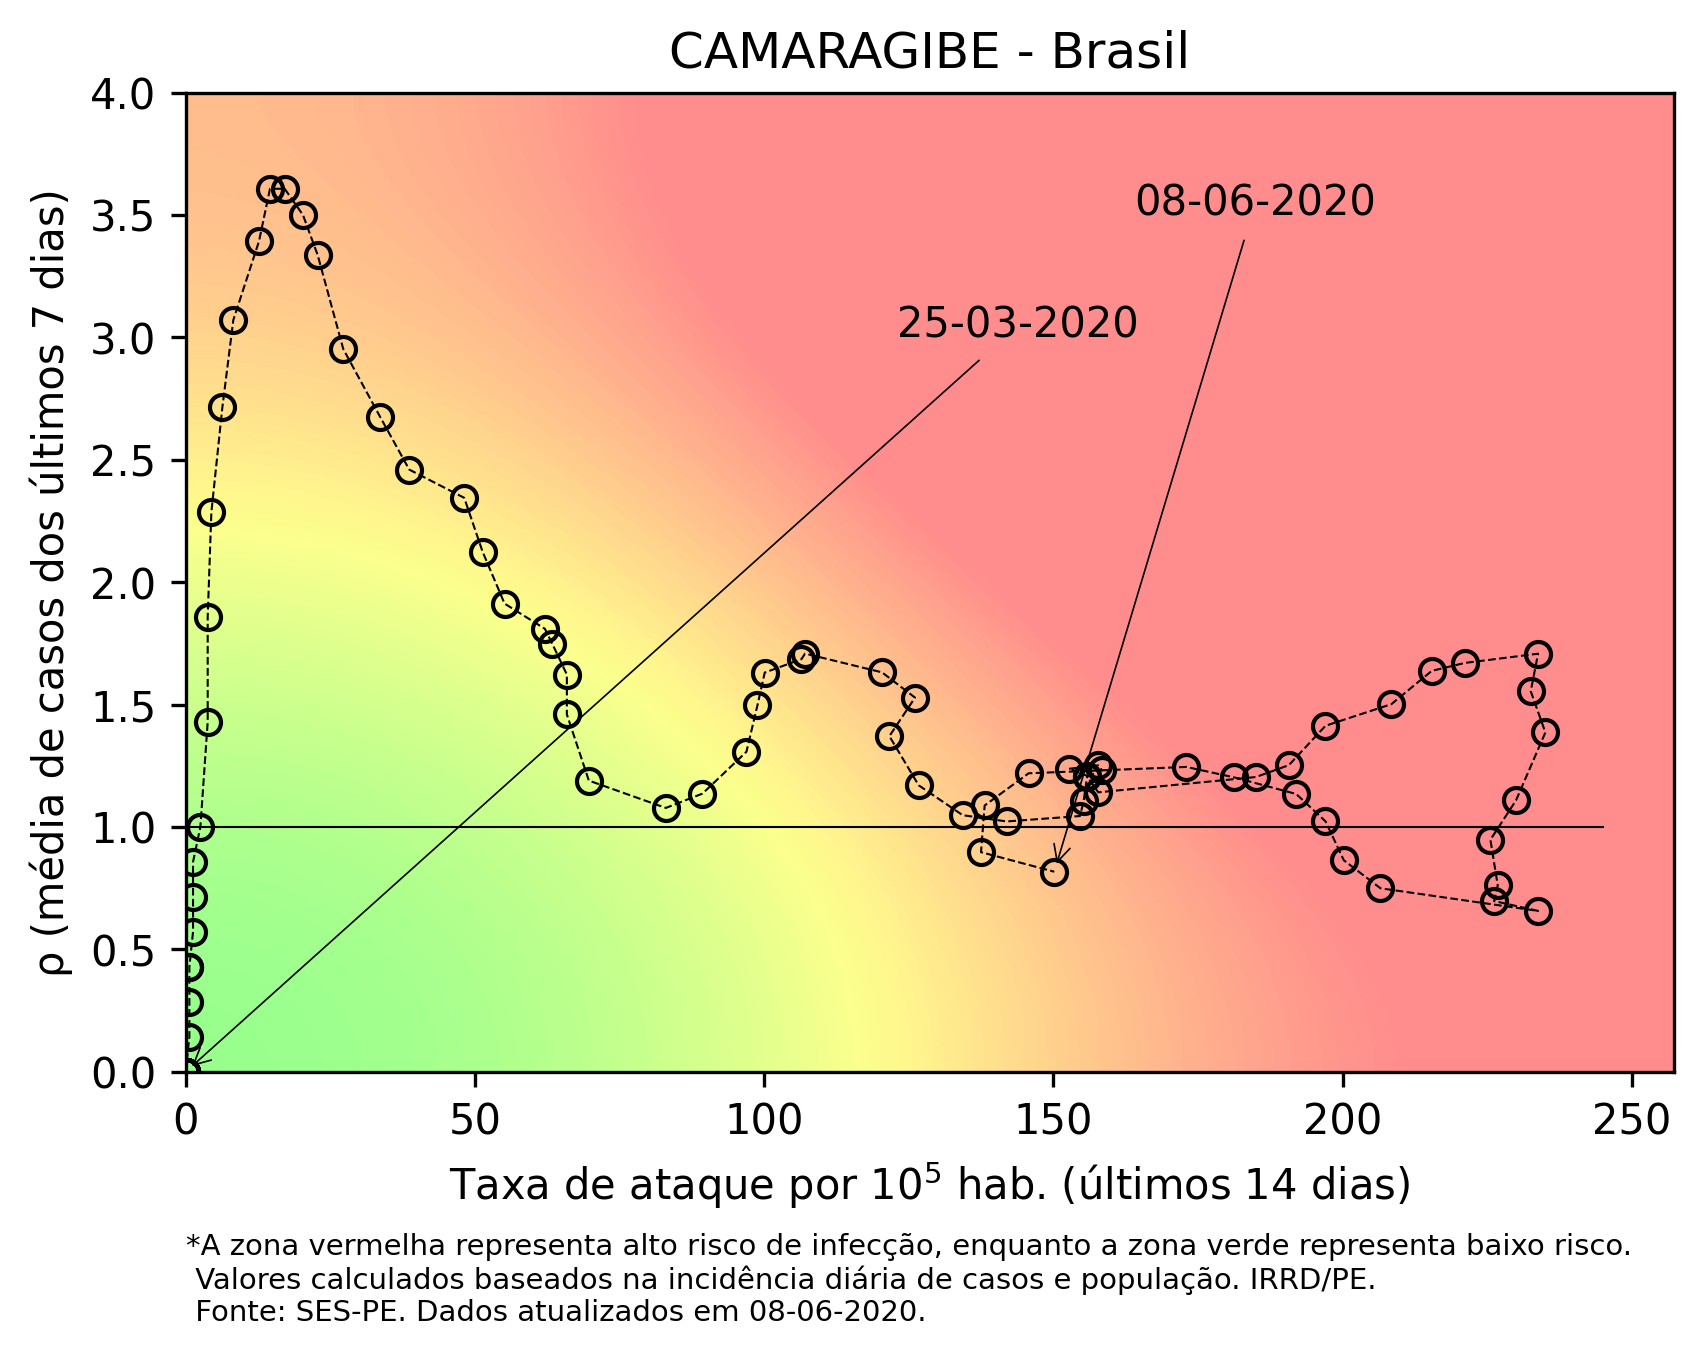 CAMARAGIBE - Brasil
4.0
3.5
3.0
2.5
2.0
1.5
1.0
0.5
0.0
ρ (média de casos dos últimos 7 dias)
08-06-2020
25-03-2020
0 50 100 150 200 250
Taxa de ataque por 10⁵ hab. (últimos 14 dias)
*A zona vermelha representa alto risco de infecção, enquanto a zona verde representa baixo risco.
Valores calculados baseados na incidência diária de casos e população. IRRD/PE.
Fonte: SES-PE. Dados atualizados em 08-06-2020.